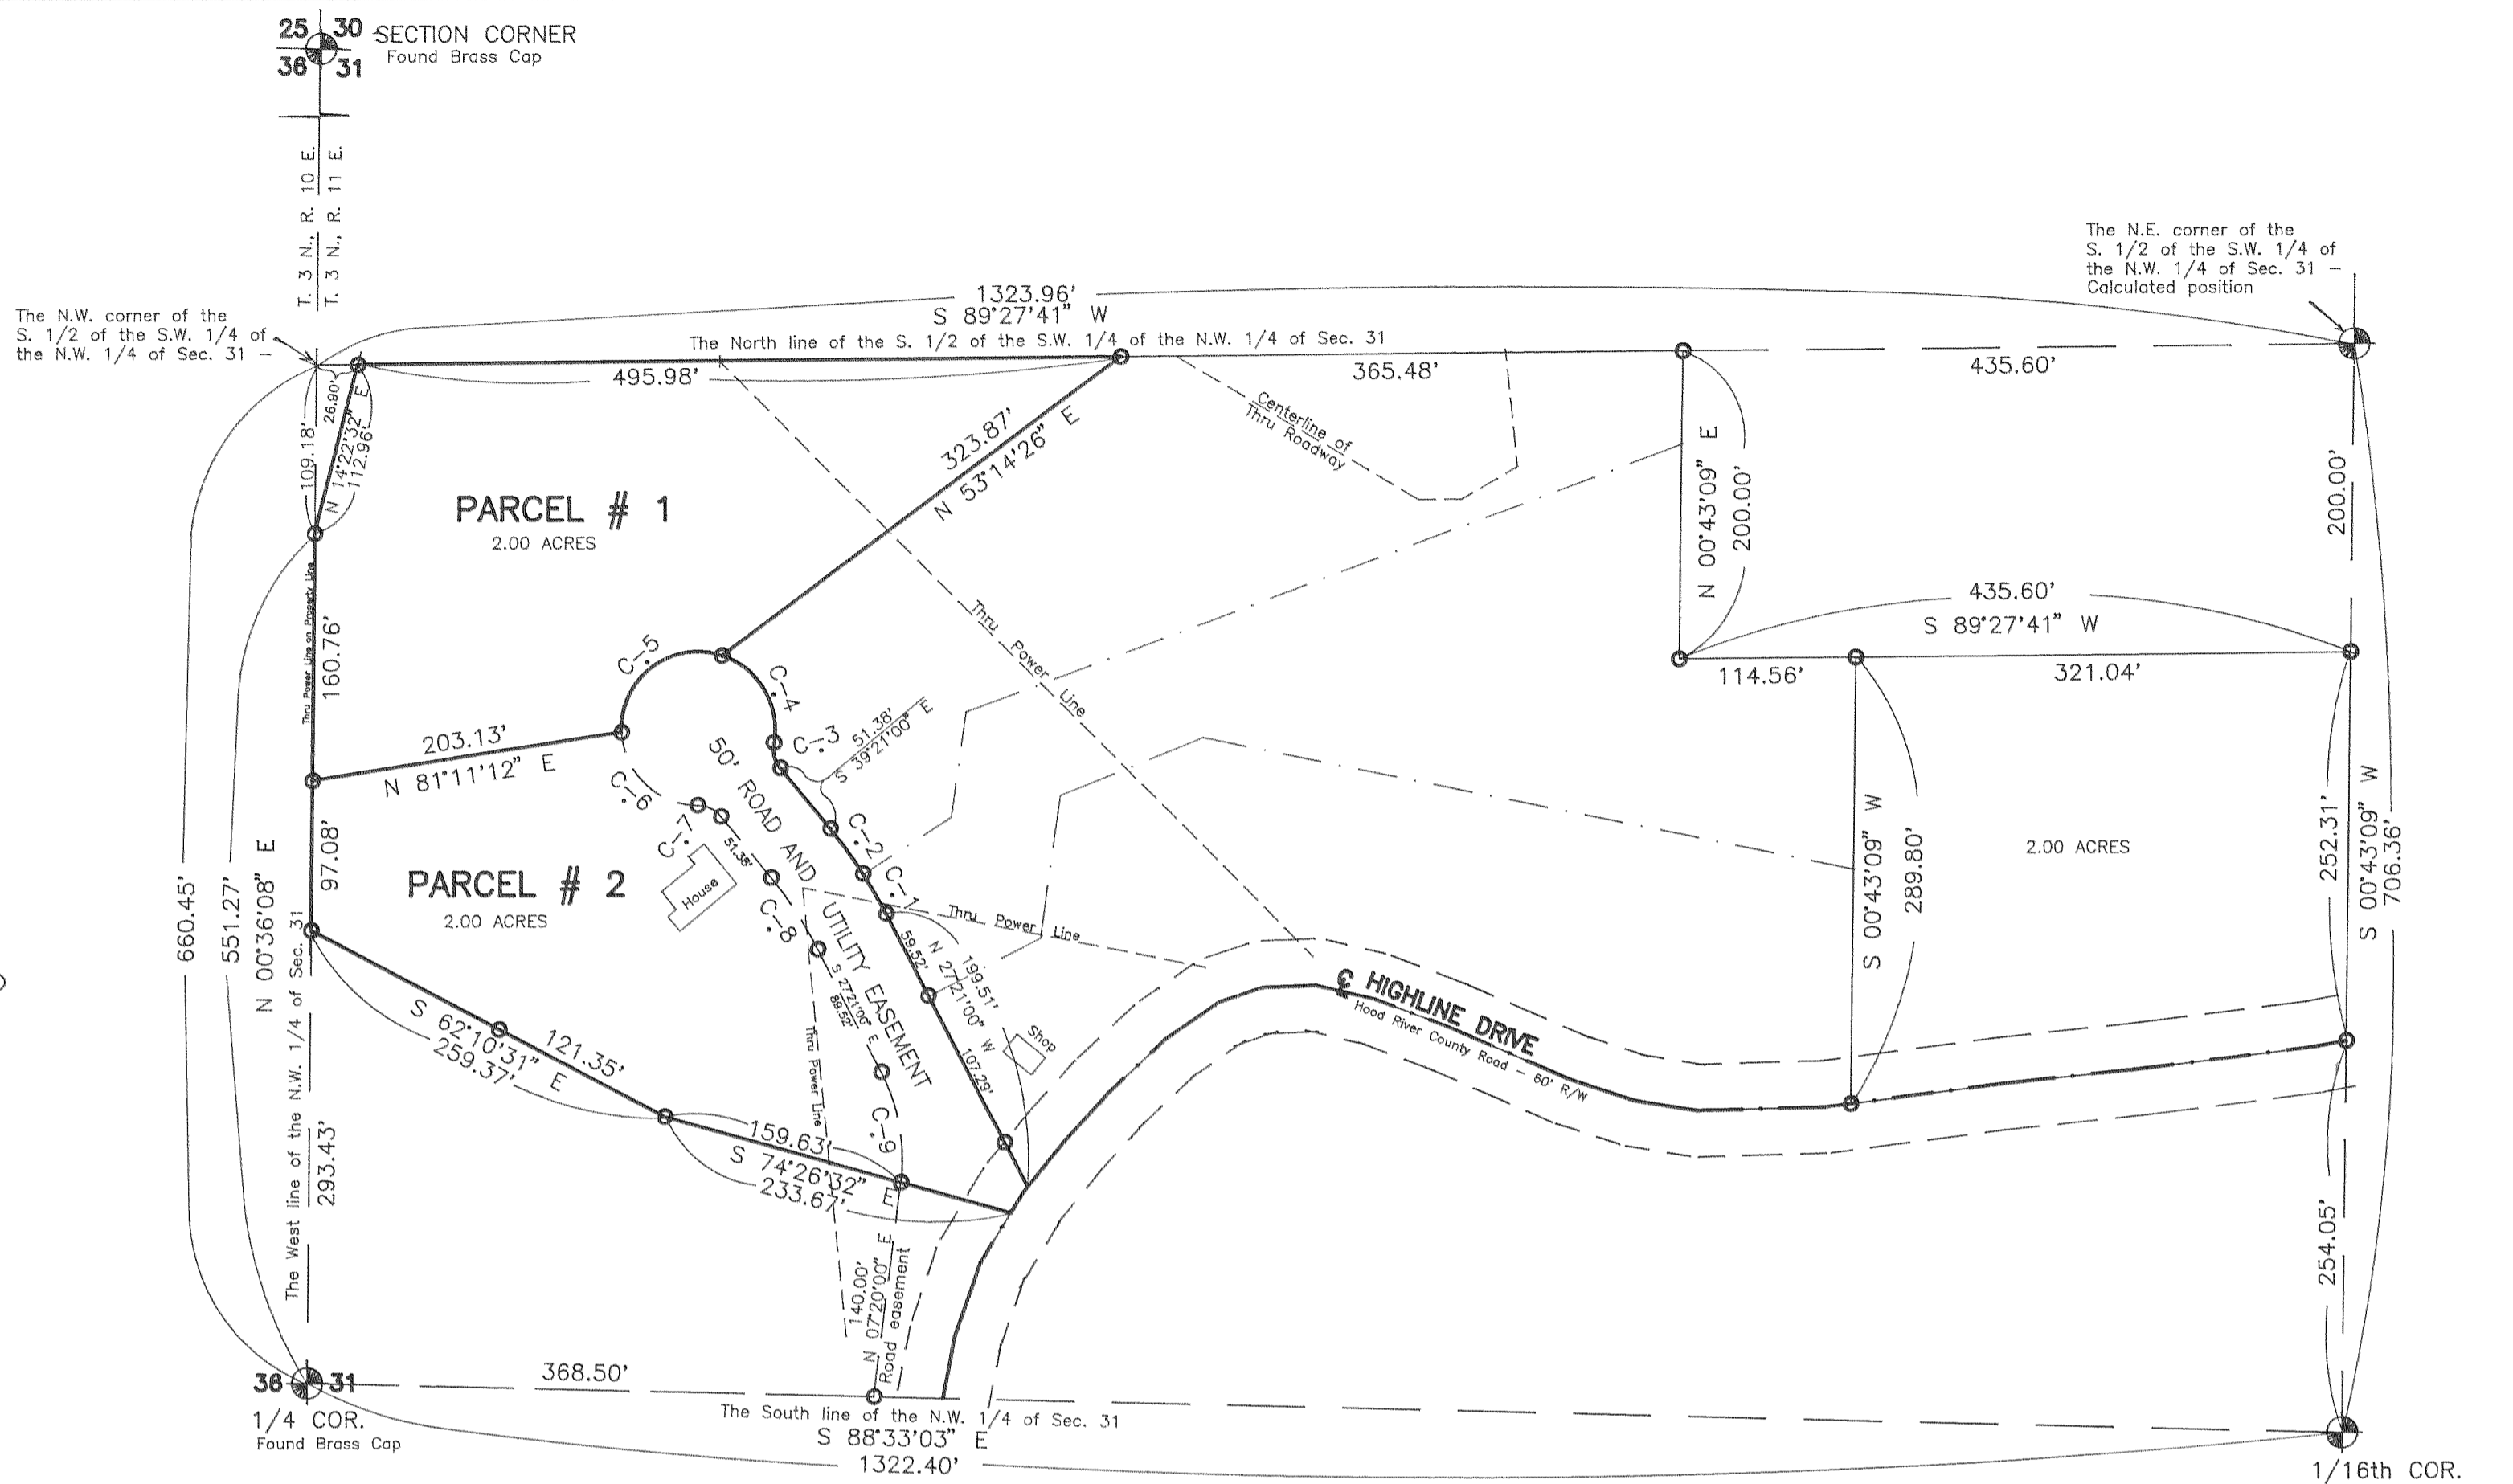 25 30 SECTION CORNER
Found Brass Cap
36 31
T. 3 N., R. 10 E.
T. 3 N., R. 11 E.
The N.W. corner of the
S. 1/2 of the S.W. 1/4 of
the N.W. 1/4 of Sec. 31 –
The N.E. corner of the
S. 1/2 of the S.W. 1/4 of
the N.W. 1/4 of Sec. 31 –
Calculated position
1323.96'
S 89°27'41" W
The North line of the S. 1/2 of the S.W. 1/4 of the N.W. 1/4 of Sec. 31
495.98'
365.48'
435.60'
26.90'
109.18'
N 14°22'32" E
112.96'
323.87'
N 53°14'26" E
Centerline of
Thru Roadway
N 00°43'09" E
200.00'
200.00'
PARCEL # 1
2.00 ACRES
Thru Power Line on Property Line
160.76'
435.60'
S 89°27'41" W
114.56'
321.04'
C-5
C-4
C-3
51.38'
S 39°21'00" E
Thru Power Line
203.13'
N 81°11'12" E
C-6
C-7
51.38'
C-2
C-1
C-8
50' ROAD AND UTILITY EASEMENT
House
97.08'
PARCEL # 2
2.00 ACRES
Thru Power Line
59.52'
199.51'
N 27°21'00" W
107.29'
S 27°21'00" E
89.52'
Shop
S 00°43'09" W
289.80'
2.00 ACRES
252.31'
S 00°43'09" W
706.36'
℄ HIGHLINE DRIVE
Hood River County Road – 60' R/W
660.45'
551.27'
N 00°36'08" E
The West line of the N.W. 1/4 of Sec. 31
293.43'
S 62°10'31" E
121.35'
259.37'
Thru Power Line
C-9
159.63'
S 74°26'32" E
233.67'
140.00'
N 07°20'00" E
Road easement
254.05'
36 31
1/4 COR.
Found Brass Cap
368.50'
The South line of the N.W. 1/4 of Sec. 31
S 88°33'03" E
1322.40'
1/16th COR.